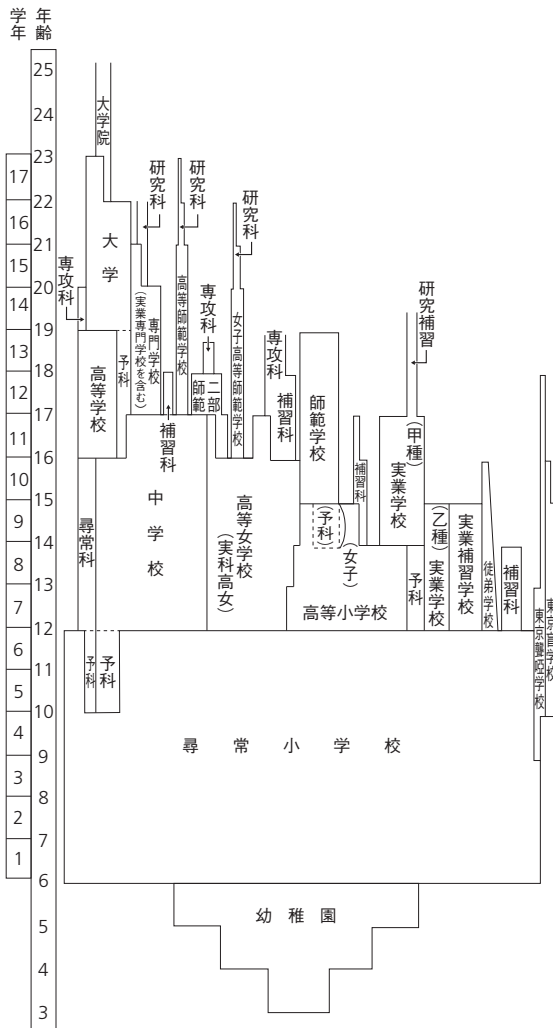 学年
年齢
25
24
23
22
21
20
19
18
17
16
15
14
13
12
11
10
9
8
7
6
5
4
3
17
16
15
14
13
12
11
10
9
8
7
6
5
4
3
2
1
大学院
大学
専攻科
高等学校
予科
尋常科
予科
予科
研究科
専門学校
(実業専門学校を含む)
補習科
研究科
高等師範学校
専攻科
師範二部
研究科
女子高等師範学校
専攻科
補習科
中学校
高等女学校
(実科高女)
師範学校
(予科)
(女子)
補習科
高等小学校
研究補習
実業学校
(甲種)
予科
(乙種)
実業学校
実業補習学校
徒弟学校
補習科
東京聾啞学校
東京盲学校
尋常小学校
幼稚園